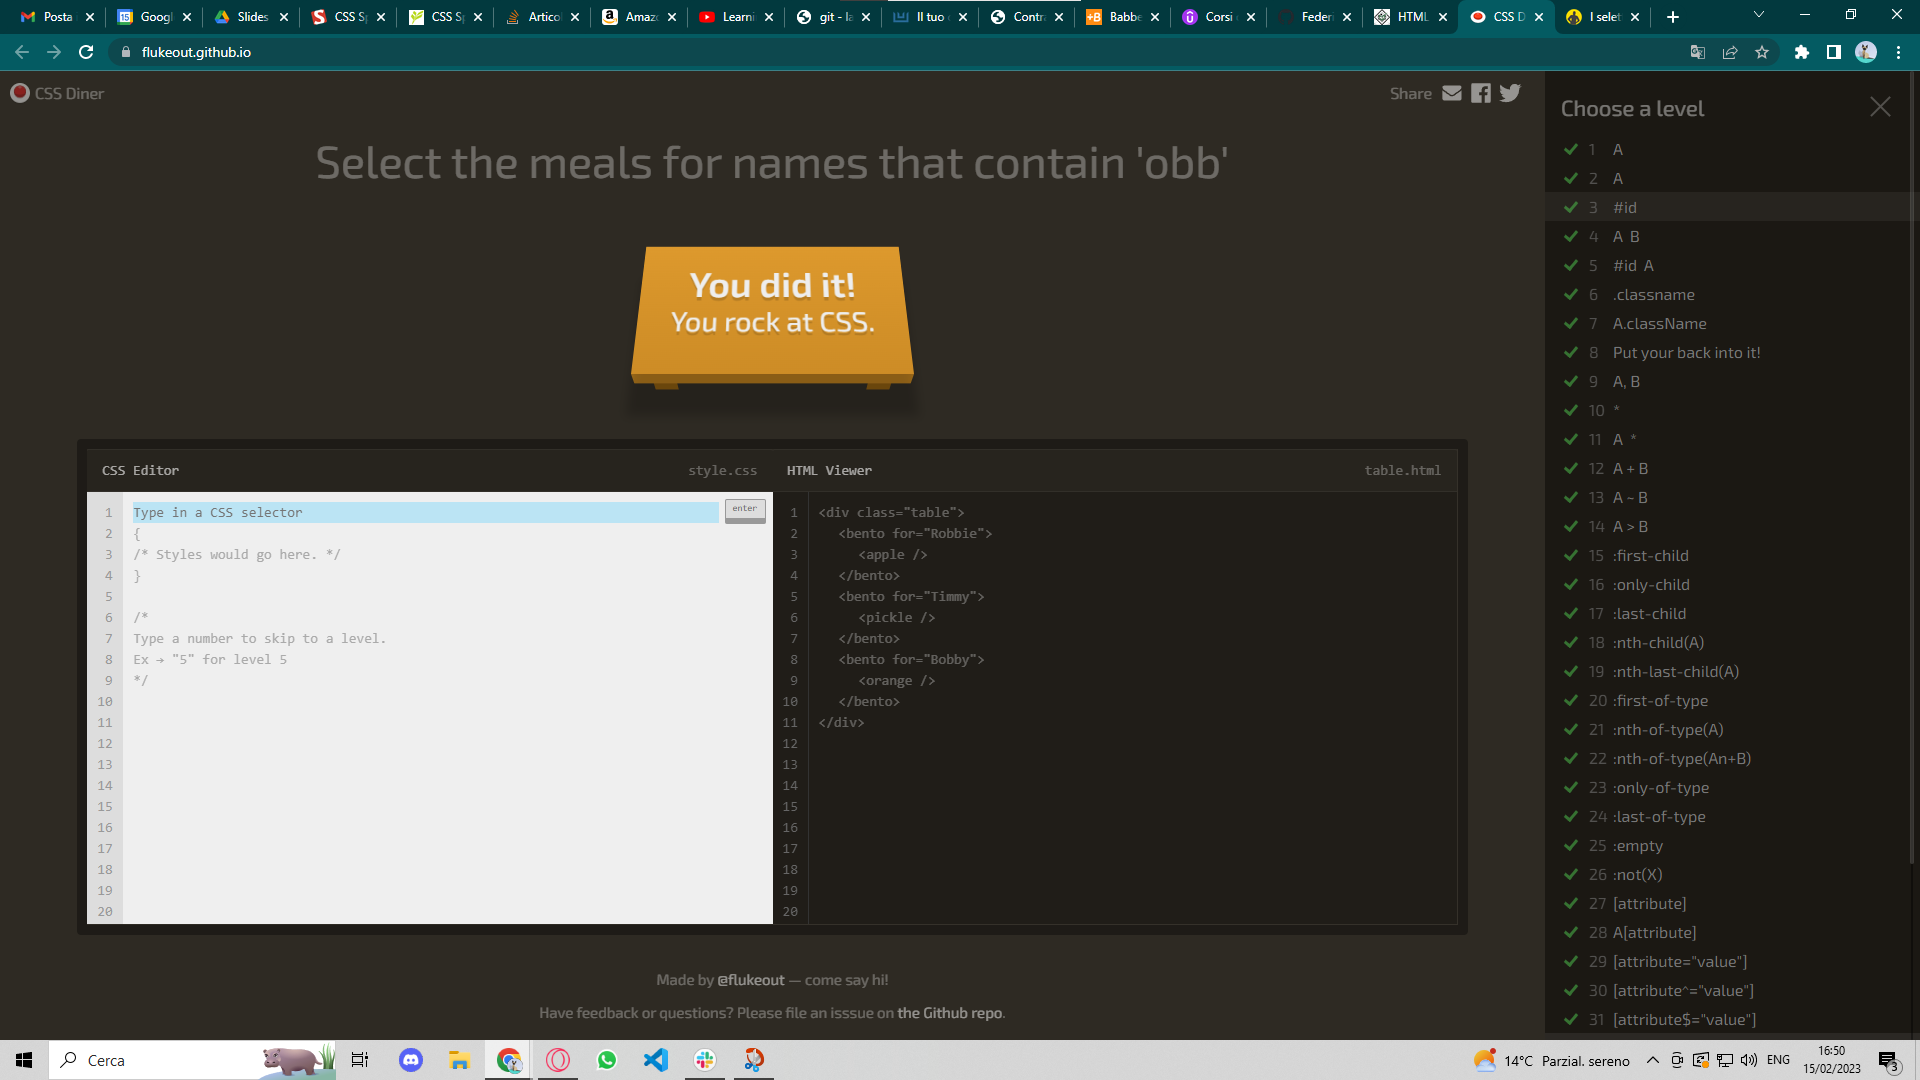 Posta
Googl
Slides
CSS Sp
CSS Sp
Articol
Amazo
Learni
git - la
Il tuo c
Contra
Babbe
Corsi
Federi
HTML
CSS D
I selet
flukeout.github.io
CSS Diner
Share
Select the meals for names that contain 'obb'
You did it!
You rock at CSS.
CSS Editor
style.css
HTML Viewer
table.html
1 Type in a CSS selector
enter
2 {
3 /* Styles would go here. */
4 }
5
6 /*
7 Type a number to skip to a level.
8 Ex → "5" for level 5
9 */
10
11
12
13
14
15
16
17
18
19
20
1 <div class="table">
2 <bento for="Robbie">
3 <apple />
4 </bento>
5 <bento for="Timmy">
6 <pickle />
7 </bento>
8 <bento for="Bobby">
9 <orange />
10 </bento>
11 </div>
12
13
14
15
16
17
18
19
20
Made by @flukeout — come say hi!
Have feedback or questions? Please file an isssue on the Github repo.
Choose a level
1 A
2 A
3 #id
4 A B
5 #id A
6 .classname
7 A.className
8 Put your back into it!
9 A, B
10 *
11 A *
12 A + B
13 A ~ B
14 A > B
15 :first-child
16 :only-child
17 :last-child
18 :nth-child(A)
19 :nth-last-child(A)
20 :first-of-type
21 :nth-of-type(A)
22 :nth-of-type(An+B)
23 :only-of-type
24 :last-of-type
25 :empty
26 :not(X)
27 [attribute]
28 A[attribute]
29 [attribute="value"]
30 [attribute^="value"]
31 [attribute$="value"]
Cerca
14°C Parzial. sereno
ENG
16:50
15/02/2023
3